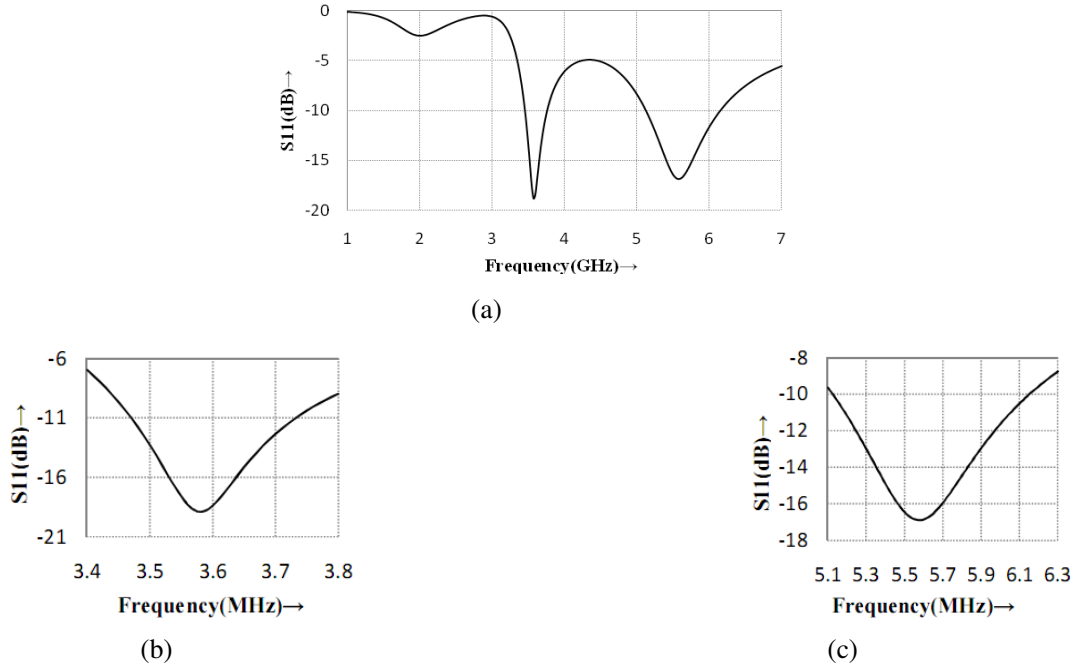 0
-5
-10
-15
-20
S11(dB)→
1 2 3 4 5 6 7
Frequency(GHz)→
(a)
-6
-11
-16
-21
S11(dB)→
3.4 3.5 3.6 3.7 3.8
Frequency(MHz)→
(b)
-8
-10
-12
-14
-16
-18
S11(dB)→
5.1 5.3 5.5 5.7 5.9 6.1 6.3
Frequency(MHz)→
(c)